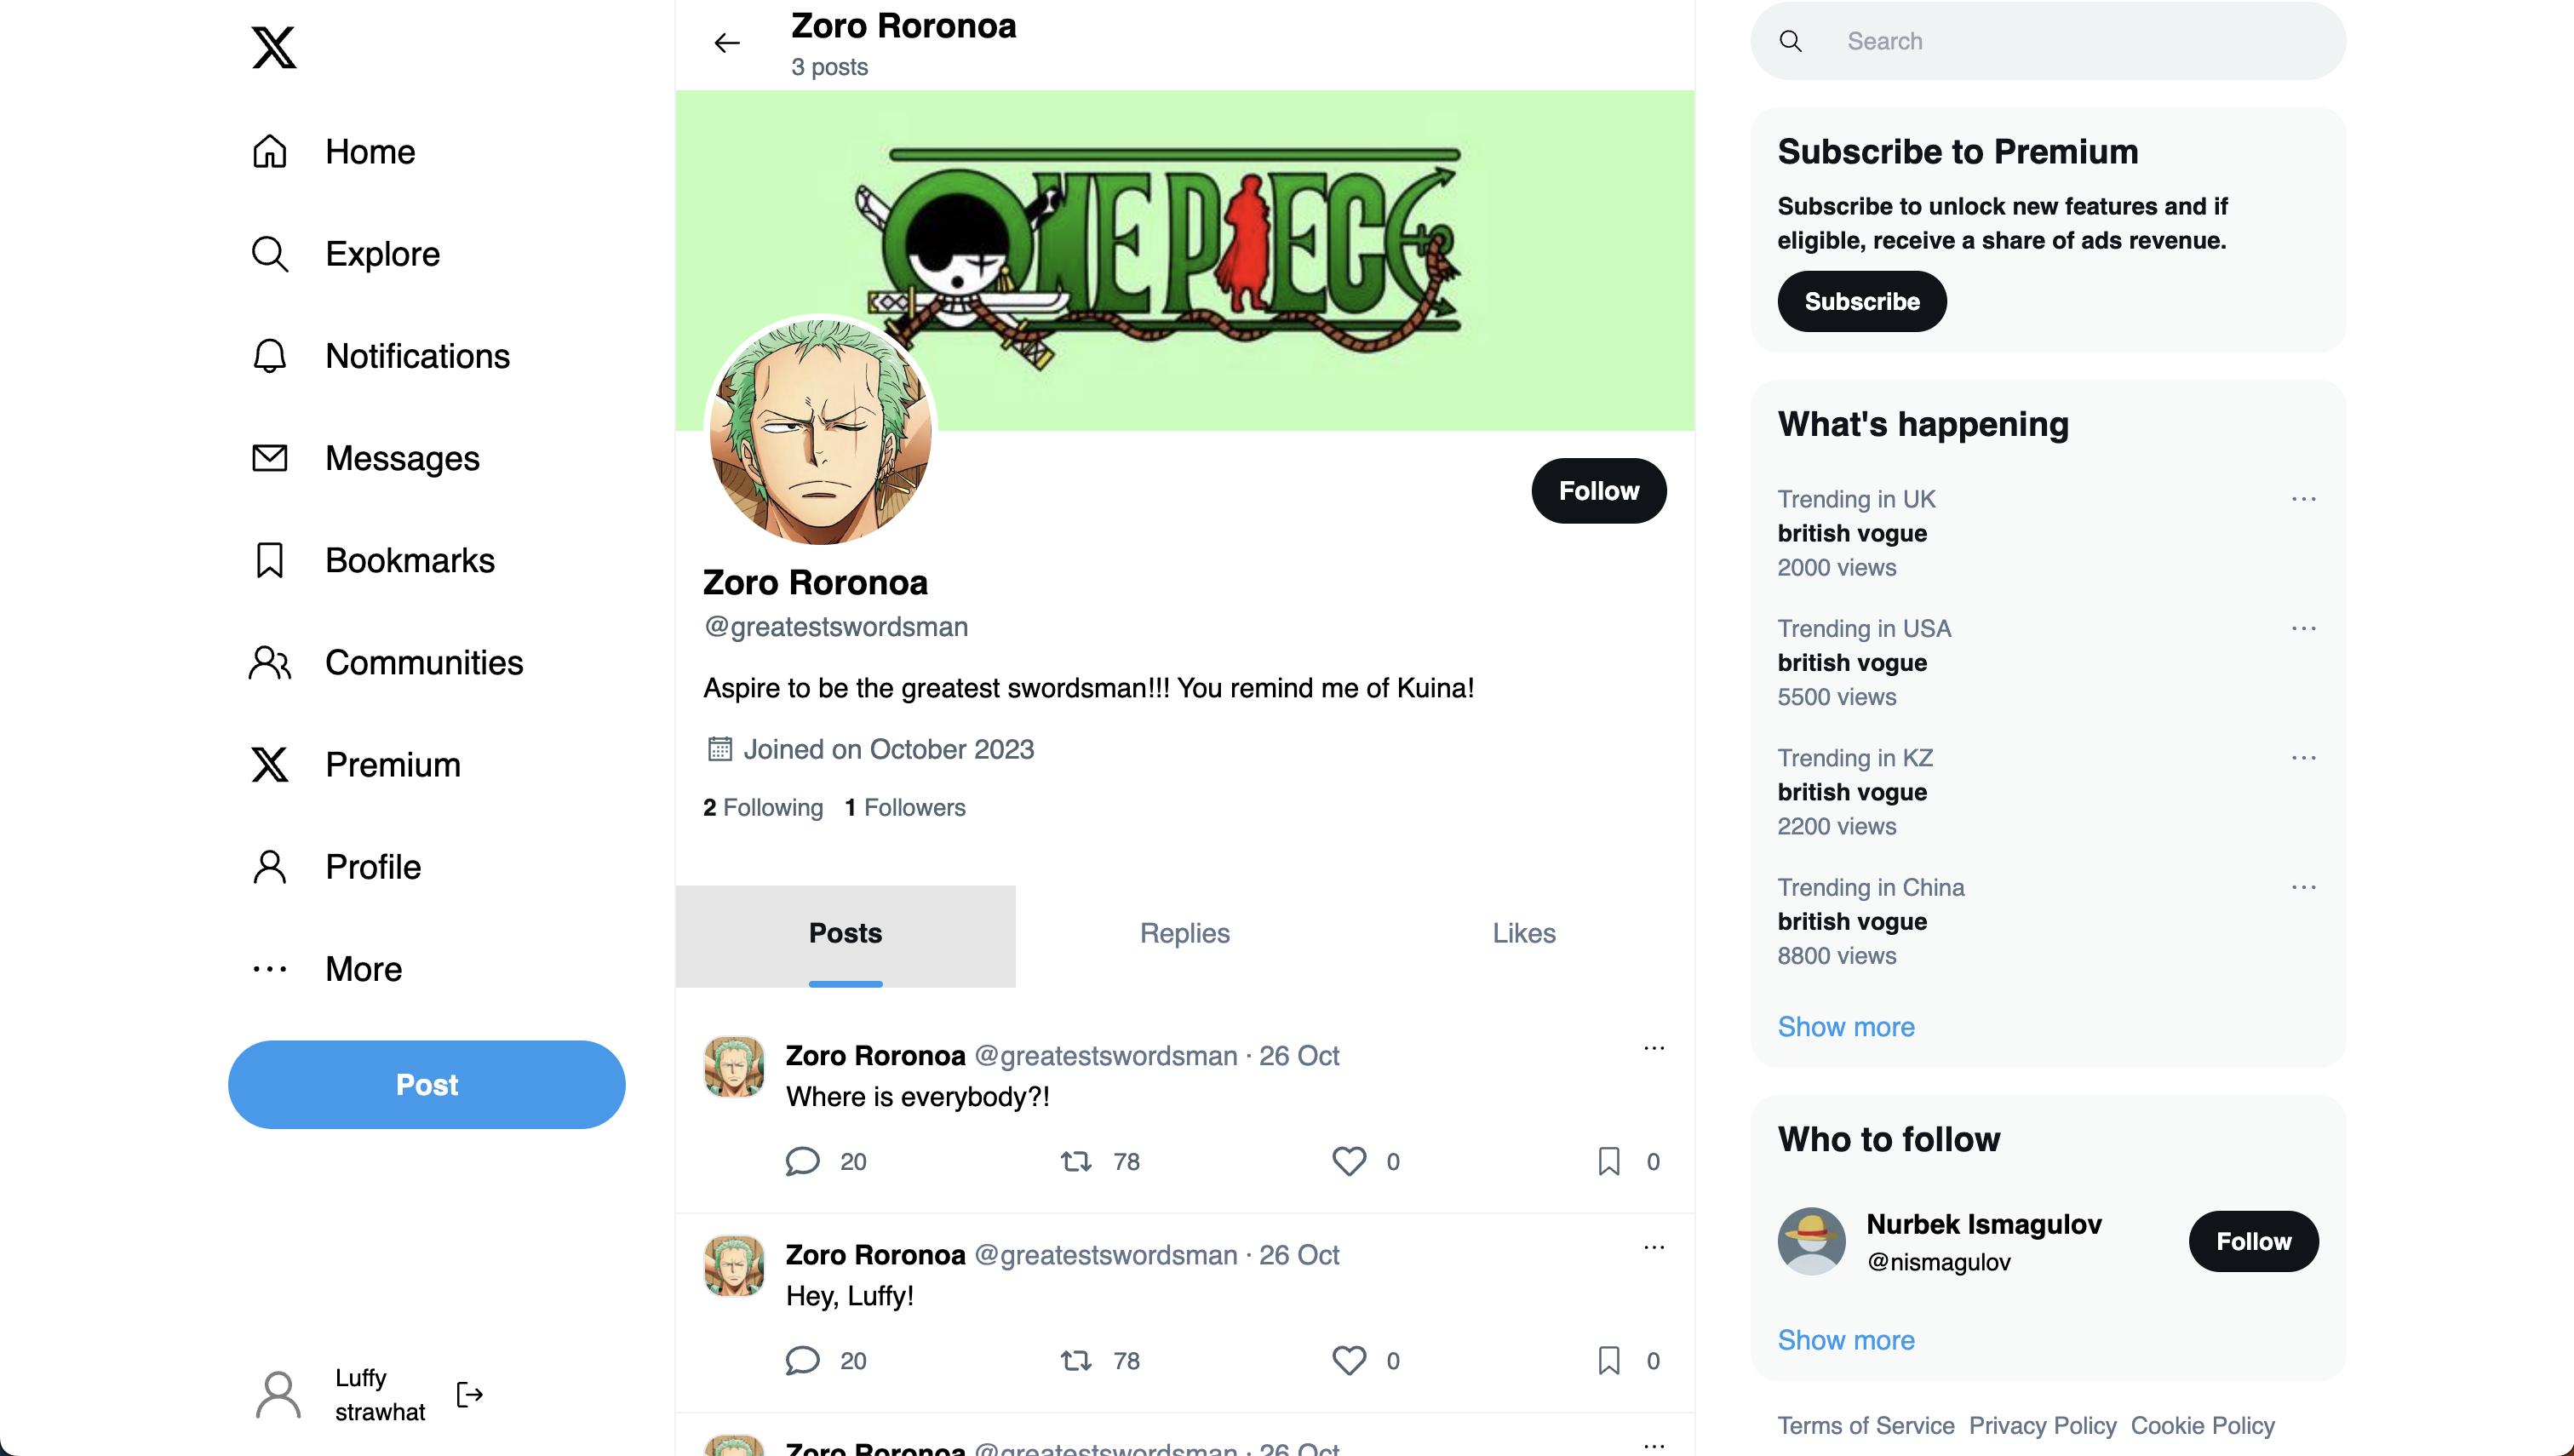 Home
Explore
Notifications
Messages
Bookmarks
Communities
Premium
Profile
More
Post
Luffy
strawhat
Zoro Roronoa
3 posts
ONE PIECE
Follow
Zoro Roronoa
@greatestswordsman
Aspire to be the greatest swordsman!!! You remind me of Kuina!
Joined on October 2023
2 Following 1 Followers
Posts Replies Likes
Zoro Roronoa @greatestswordsman · 26 Oct
Where is everybody?!
20 78 0 0
Zoro Roronoa @greatestswordsman · 26 Oct
Hey, Luffy!
20 78 0 0
Zoro Roronoa @greatestswordsman · 26 Oct
Search
Subscribe to Premium
Subscribe to unlock new features and if
eligible, receive a share of ads revenue.
Subscribe
What's happening
Trending in UK
british vogue
2000 views
Trending in USA
british vogue
5500 views
Trending in KZ
british vogue
2200 views
Trending in China
british vogue
8800 views
Show more
Who to follow
Nurbek Ismagulov
@nismagulov
Follow
Show more
Terms of Service Privacy Policy Cookie Policy